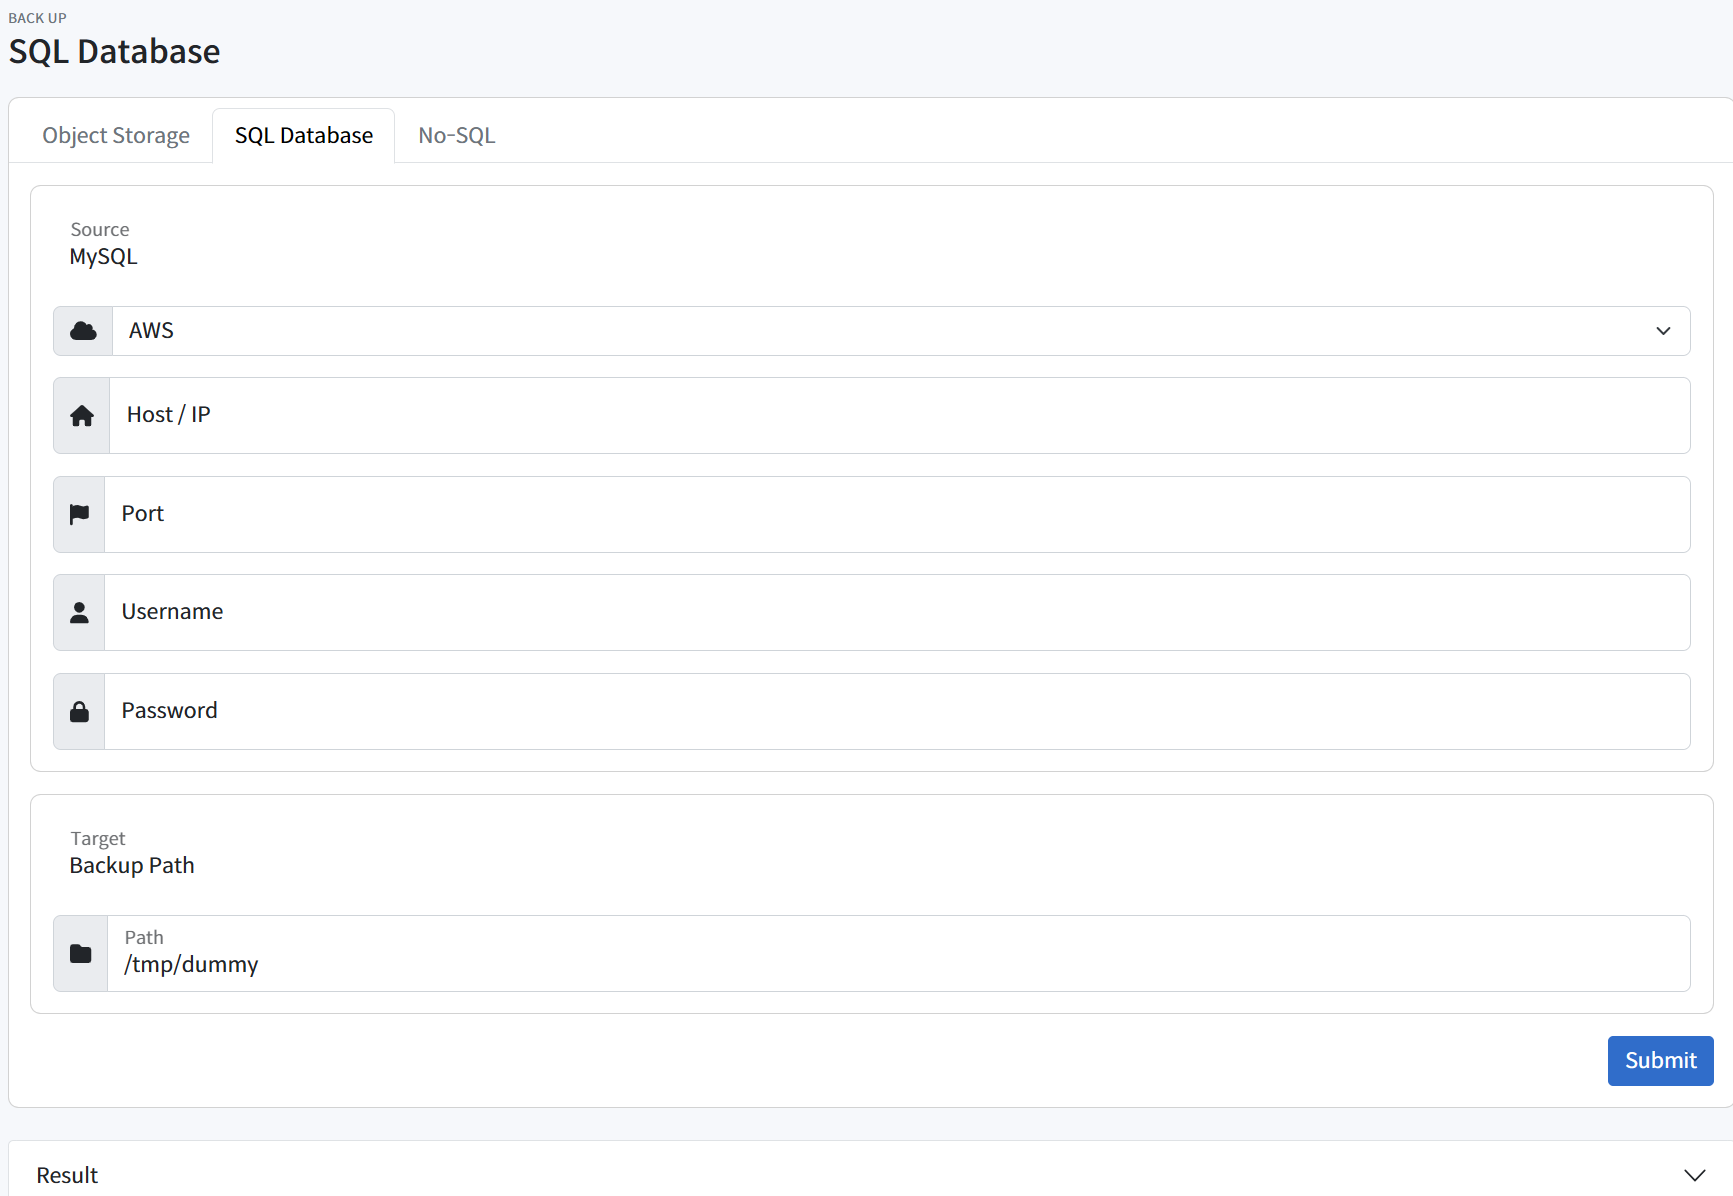 BACK UP
SQL Database
Object Storage
SQL Database
No-SQL
Source
MySQL
AWS
Host / IP
Port
Username
Password
Target
Backup Path
Path
/tmp/dummy
Submit
Result